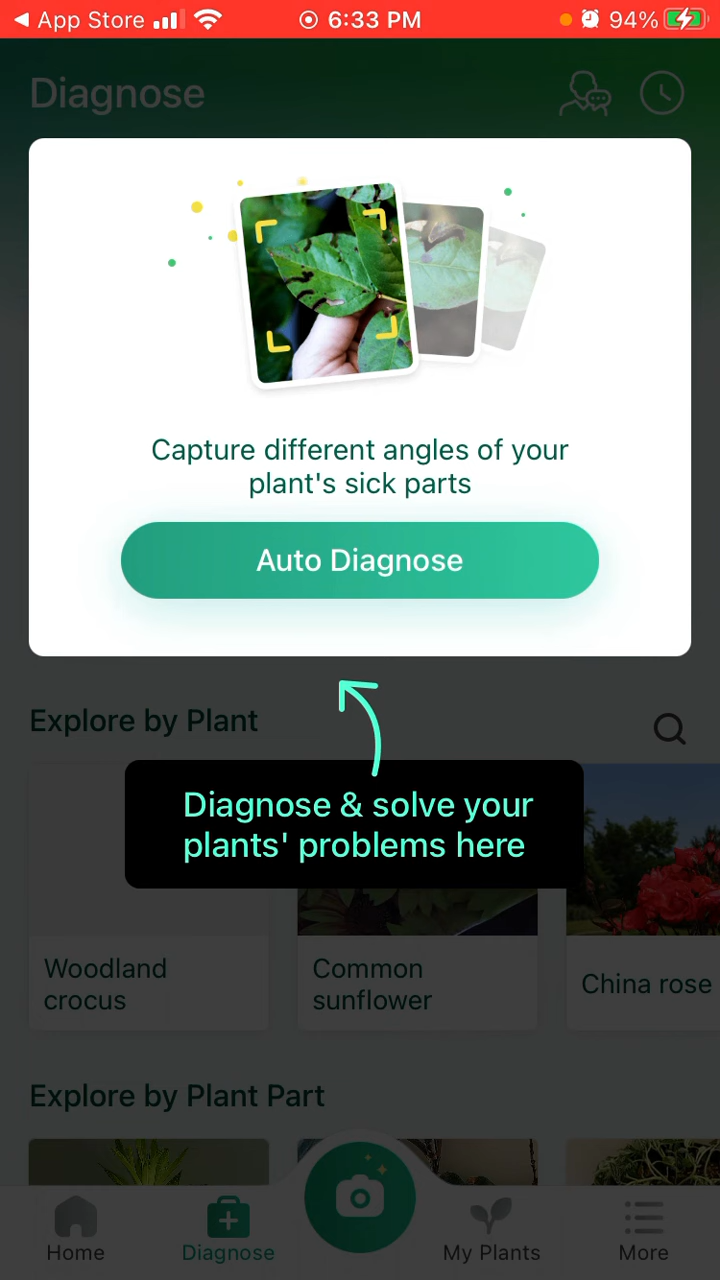 App Store 6:33 PM 94%
Diagnose
Capture different angles of your
plant's sick parts
Auto Diagnose
Explore by Plant
Diagnose & solve your
plants' problems here
Woodland
crocus
Common
sunflower
China rose
Explore by Plant Part
Home
Diagnose
My Plants
More